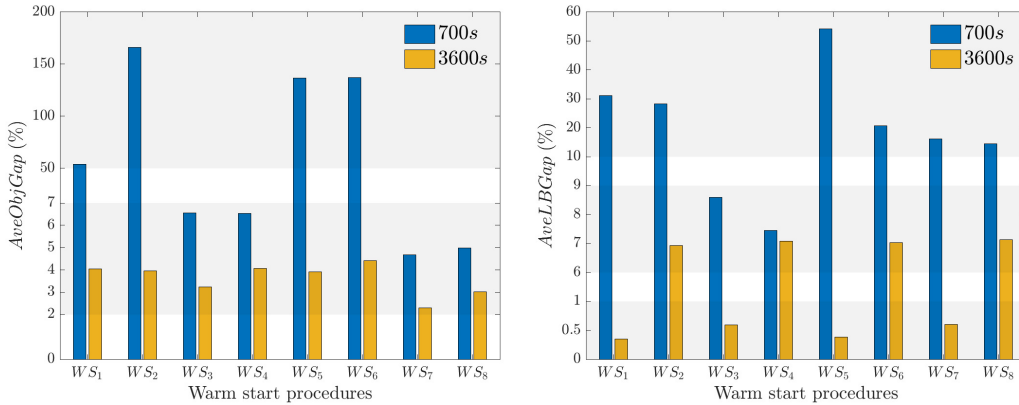 AveObjGap (%)
200
150
100
50
7
6
5
4
3
2
0
700s
3600s
WS1 WS2 WS3 WS4 WS5 WS6 WS7 WS8
Warm start procedures
AveLBGap (%)
60
50
40
30
20
10
9
8
7
6
1
0.5
0
700s
3600s
WS1 WS2 WS3 WS4 WS5 WS6 WS7 WS8
Warm start procedures